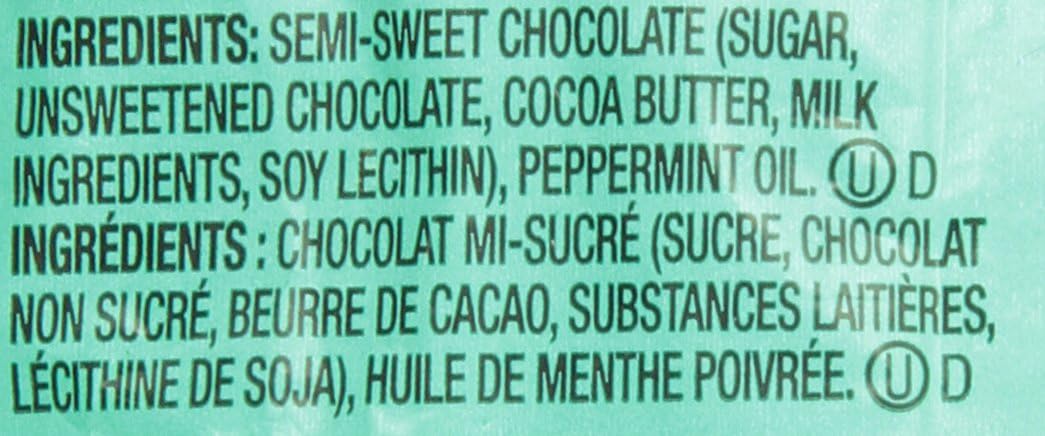 INGREDIENTS: SEMI-SWEET CHOCOLATE (SUGAR,
UNSWEETENED CHOCOLATE, COCOA BUTTER, MILK
INGREDIENTS, SOY LECITHIN), PEPPERMINT OIL. Ⓤ D
INGRÉDIENTS : CHOCOLAT MI-SUCRÉ (SUCRE, CHOCOLAT
NON SUCRÉ, BEURRE DE CACAO, SUBSTANCES LAITIÈRES,
LÉCITHINE DE SOJA), HUILE DE MENTHE POIVRÉE. Ⓤ D